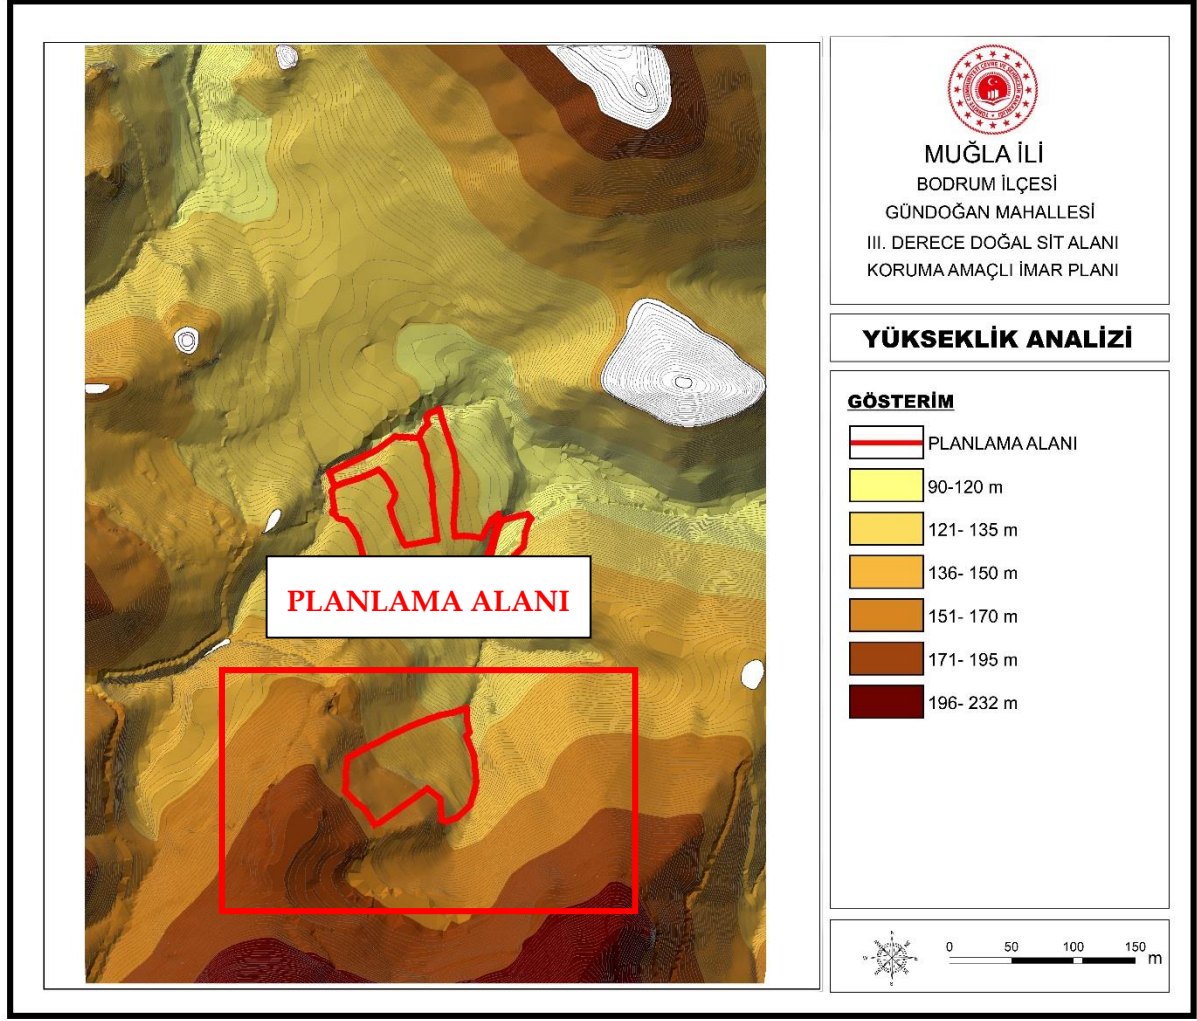 MUĞLA İLİ
BODRUM İLÇESİ
GÜNDOĞAN MAHALLESİ
III. DERECE DOĞAL SİT ALANI
KORUMA AMAÇLI İMAR PLANI
YÜKSEKLİK ANALİZİ
GÖSTERİM
PLANLAMA ALANI
90-120 m
121- 135 m
136- 150 m
151- 170 m
171- 195 m
196- 232 m
0 50 100 150 m
PLANLAMA ALANI